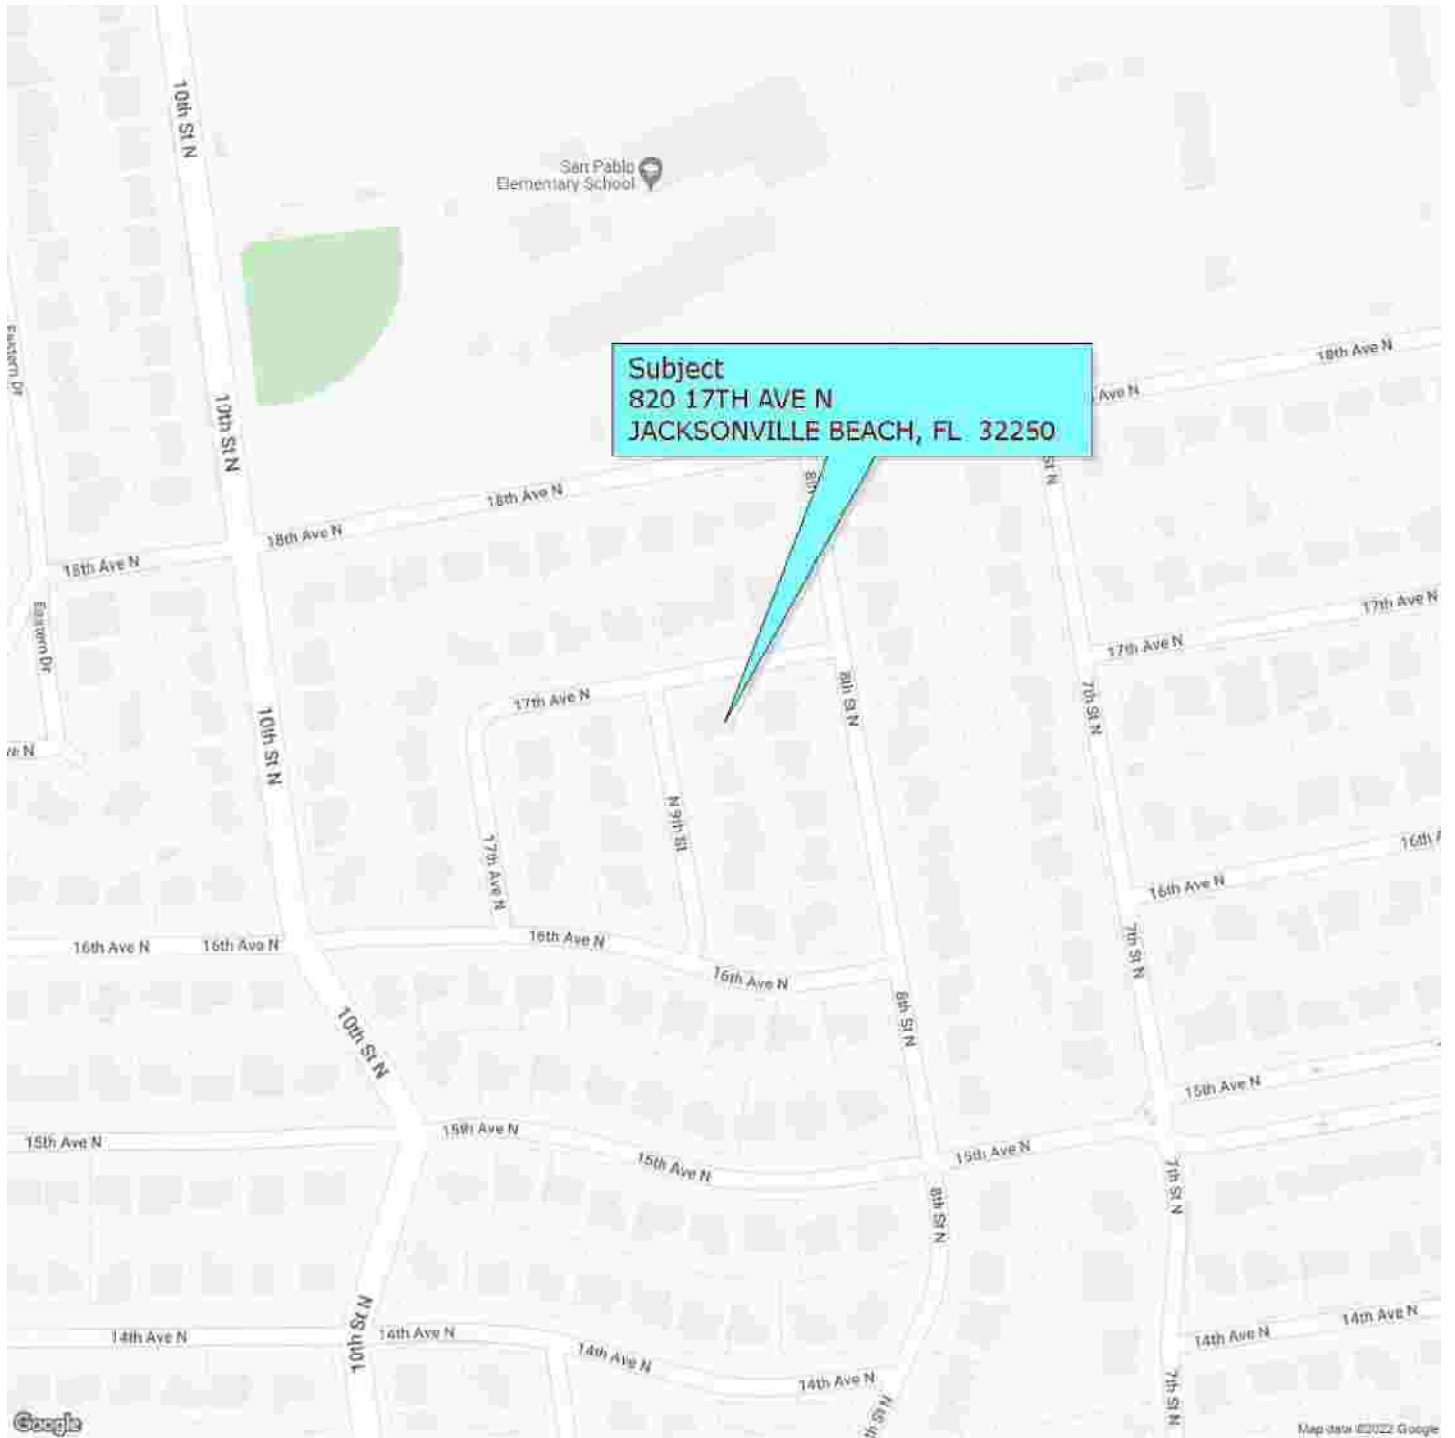 10th St N
San Pablo
Elementary School
Eastern Dr
Subject
820 17TH AVE N
JACKSONVILLE BEACH, FL 32250
18th Ave N
Ave N
10th St N
St N
8th
18th Ave N
18th Ave N
18th Ave N
17th Ave N
Eastern Dr
17th Ave N
17th Ave N
8th St N
7th St N
10th St N
ve N
N 9th St
17th Ave N
16th A
16th Ave N
16th Ave N
16th Ave N
16th Ave N
7th St N
16th Ave N
8th St N
10th St N
15th Ave N
15th Ave N
15th Ave N
15th Ave N
15th Ave N
7th St N
8th St N
14th Ave N
14th Ave N
10th St N
14th Ave N
14th Ave N
14th Ave N
14th Ave N
7th St N
th St N
Google
Map data ©2022 Google